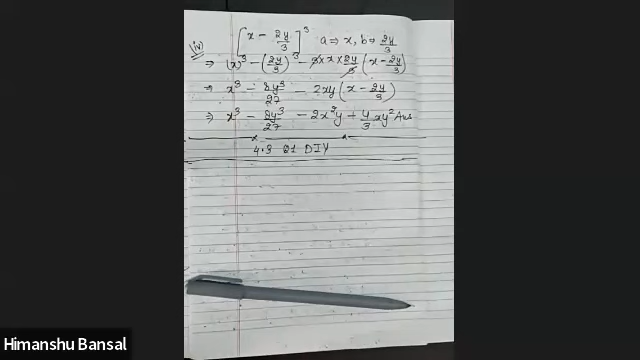 (iv) [x - 2y/3]³ a ⇒ x, b ⇒ 2y/3
⇒ (x)³ - (2y/3)³ - 3 × x × 2y/3 (x - 2y/3)
⇒ x³ - 8y³/27 - 2xy (x - 2y/3)
⇒ x³ - 8y³/27 - 2x²y + 4/3 xy² Ans
4.3 Q1 DIY
Himanshu Bansal